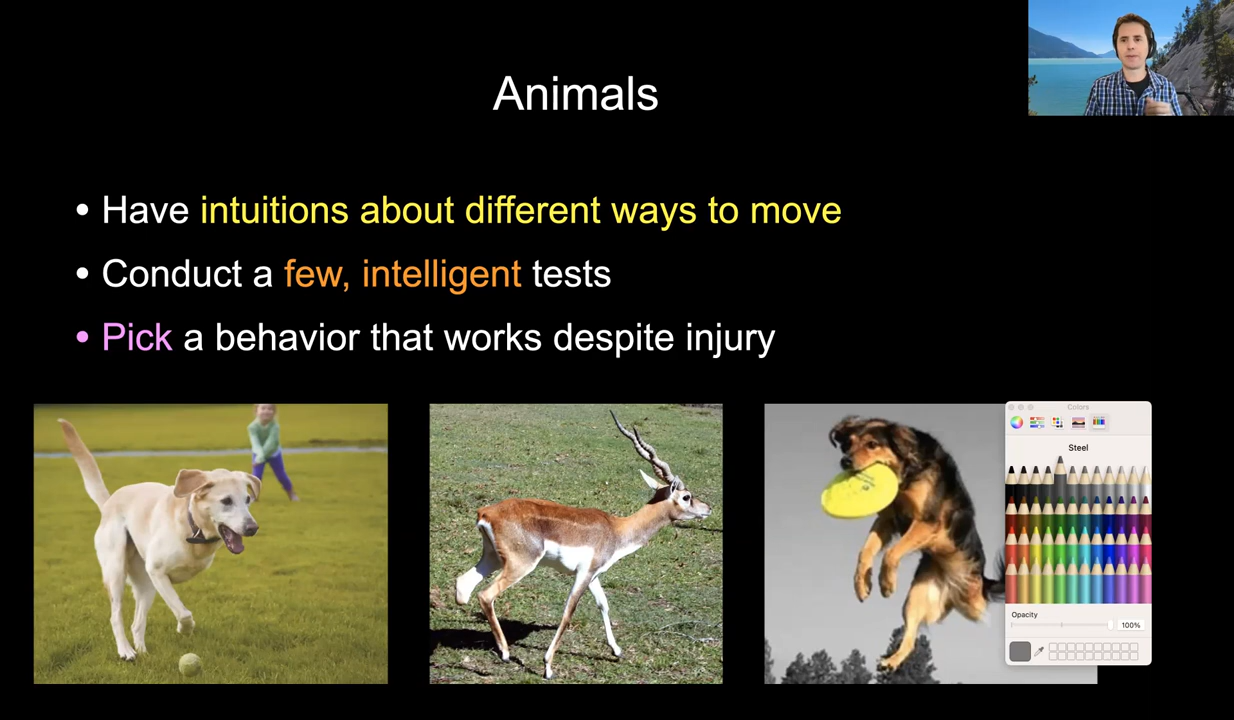 Animals
• Have intuitions about different ways to move
• Conduct a few, intelligent tests
• Pick a behavior that works despite injury
Colors
Steel
Opacity
100%